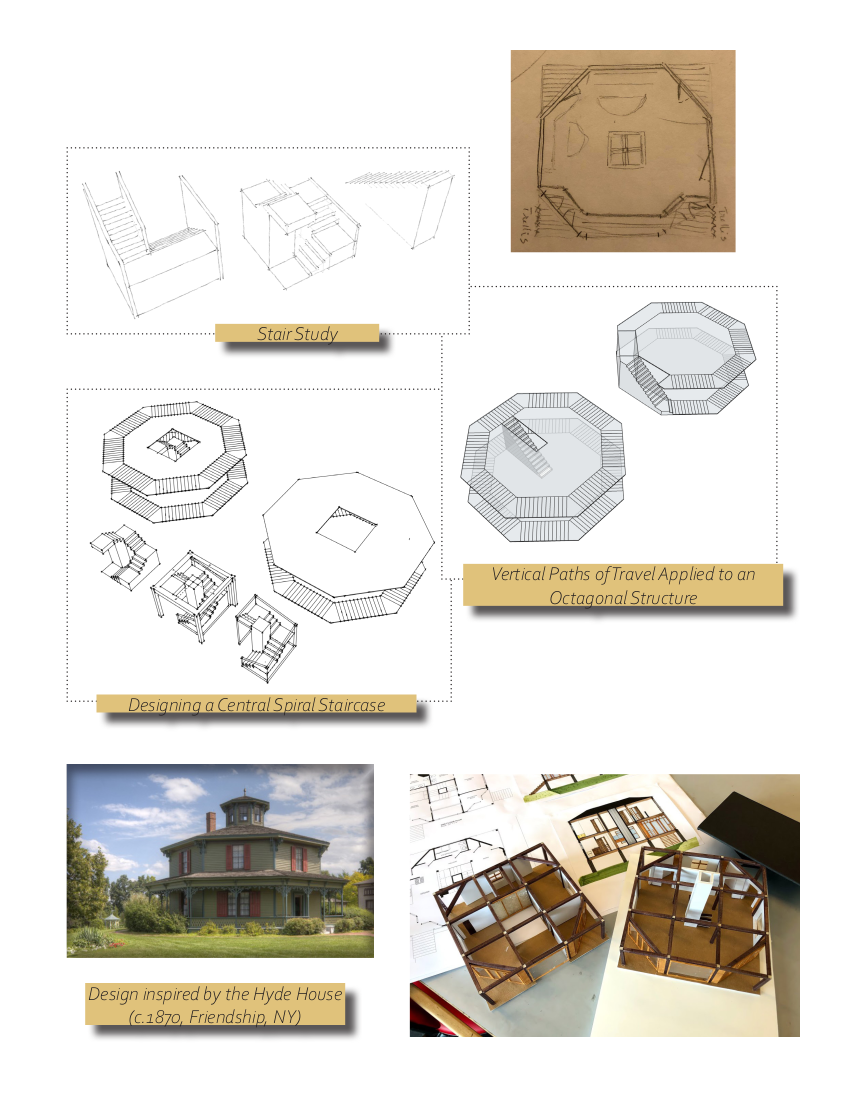 Trellis
Trellis
Stair Study
Vertical Paths of Travel Applied to an
Octagonal Structure
Designing a Central Spiral Staircase
Design inspired by the Hyde House
(c.1870, Friendship, NY)